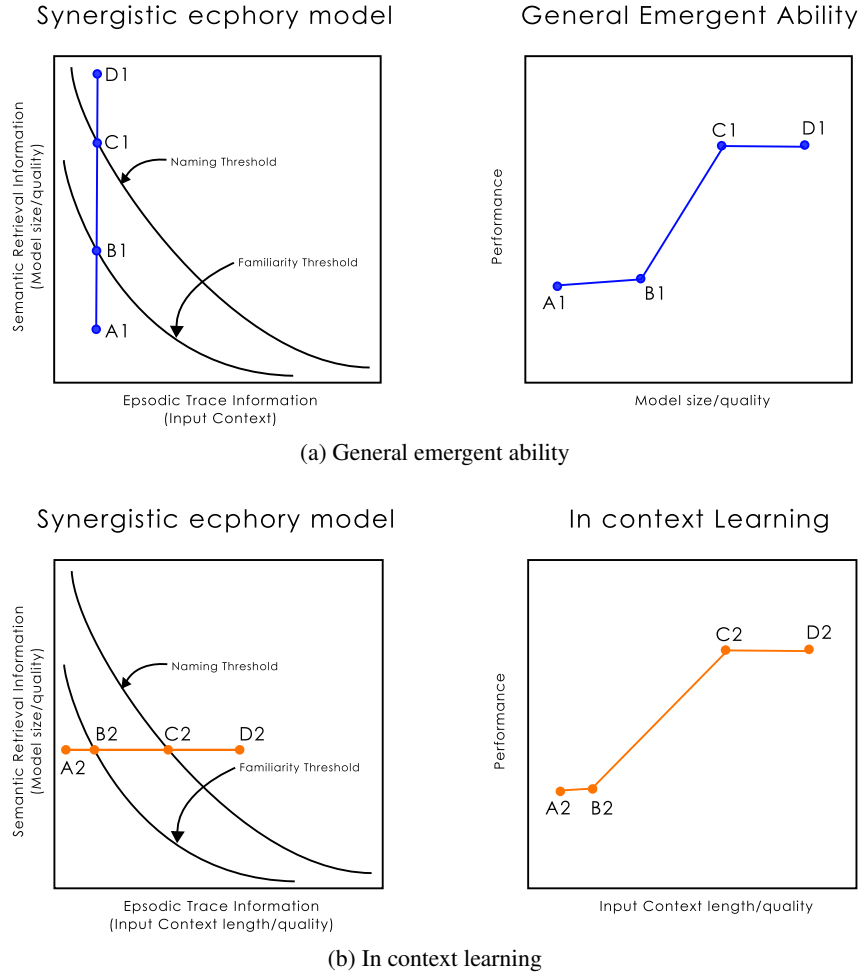 Synergistic ecphory model
General Emergent Ability
Semantic Retrieval Information
(Model size/quality)
D1
C1
Naming Threshold
B1
Familiarity Threshold
A1
Epsodic Trace Information
(Input Context)
Performance
C1
D1
A1
B1
Model size/quality
(a) General emergent ability
Synergistic ecphory model
In context Learning
Semantic Retrieval Information
(Model size/quality)
Naming Threshold
A2
B2
C2
D2
Familiarity Threshold
Epsodic Trace Information
(Input Context length/quality)
Performance
C2
D2
A2
B2
Input Context length/quality
(b) In context learning